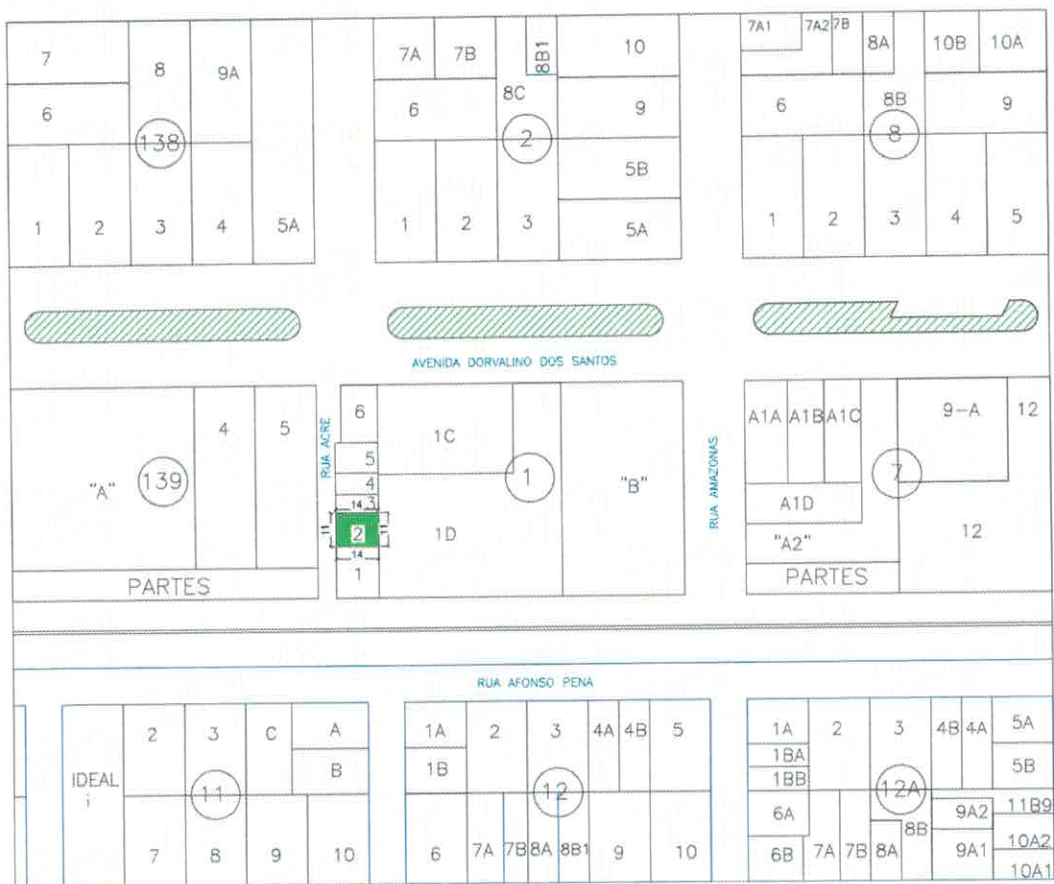 7A1 7A2 7B
7 8 9A 7A 7B 8B1 10 8A 10B 10A
6 6 8C 9 6 8B 9
138 2 8
5B
1 2 3 4 5A 1 2 3 5A 1 2 3 4 5
AVENIDA DORVALINO DOS SANTOS
RUA ACRE
6 A1A A1B A1C 9-A 12
4 5 1C
RUA AMAZONAS
5
"A" 139 4 1 "B" 7
3
14
A1D
11 2 11 1D 12
"A2"
14
PARTES 1 PARTES
RUA AFONSO PENA
2 3 C A 1A 2 3 4A 4B 5 1A 2 3 4B 4A 5A
1BA
IDEAL B 1B 5B
1BB
i 11 12 12A
6A 9A2 11B9
8B
7 8 9 10 6 7A 7B 8A 8B1 9 10 6B 7A 7B 8A 9A1 10A2
10A1